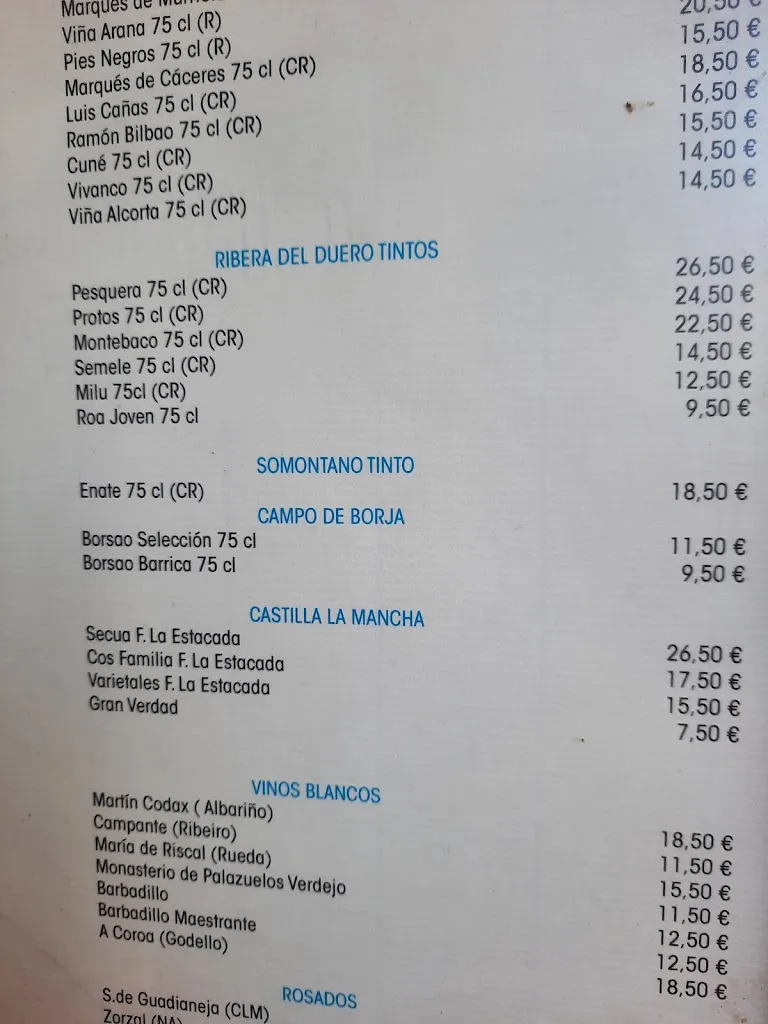 Marqués de
Viña Arana 75 cl (R)
Pies Negros 75 cl (R) 20,50 €
Marqués de Cáceres 75 cl (CR) 15,50 €
Luis Cañas 75 cl (CR) 18,50 €
Ramón Bilbao 75 cl (CR) 16,50 €
Cuné 75 cl (CR) 15,50 €
Vivanco 75 cl (CR) 14,50 €
Viña Alcorta 75 cl (CR) 14,50 €
RIBERA DEL DUERO TINTOS
Pesquera 75 cl (CR) 26,50 €
Protos 75 cl (CR) 24,50 €
Montebaco 75 cl (CR) 22,50 €
Semele 75 cl (CR) 14,50 €
Milu 75cl (CR) 12,50 €
Roa Joven 75 cl 9,50 €
SOMONTANO TINTO
Enate 75 cl (CR) 18,50 €
CAMPO DE BORJA
Borsao Selección 75 cl 11,50 €
Borsao Barrica 75 cl 9,50 €
CASTILLA LA MANCHA
Secua F. La Estacada 26,50 €
Cos Familia F. La Estacada 17,50 €
Varietales F. La Estacada 15,50 €
Gran Verdad 7,50 €
VINOS BLANCOS
Martín Codax ( Albariño) 18,50 €
Campante (Ribeiro) 11,50 €
María de Riscal (Rueda) 15,50 €
Monasterio de Palazuelos Verdejo 11,50 €
Barbadillo 12,50 €
Barbadillo Maestrante 12,50 €
A Coroa (Godello) 18,50 €
ROSADOS
S.de Guadianeja (CLM)
Zorzal (NA)